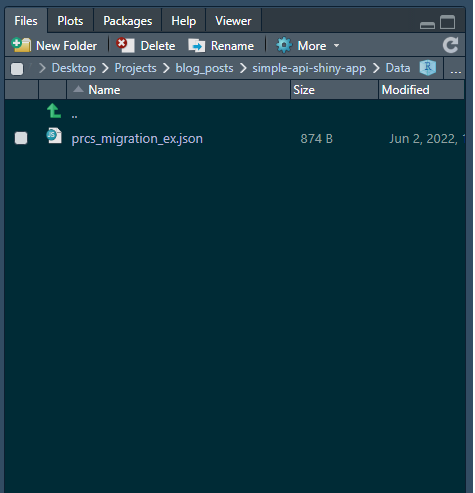 Files Plots Packages Help Viewer
New Folder Delete Rename More
Desktop Projects blog_posts simple-api-shiny-app Data R ...
Name Size Modified
..
prcs_migration_ex.json 874 B Jun 2, 2022,